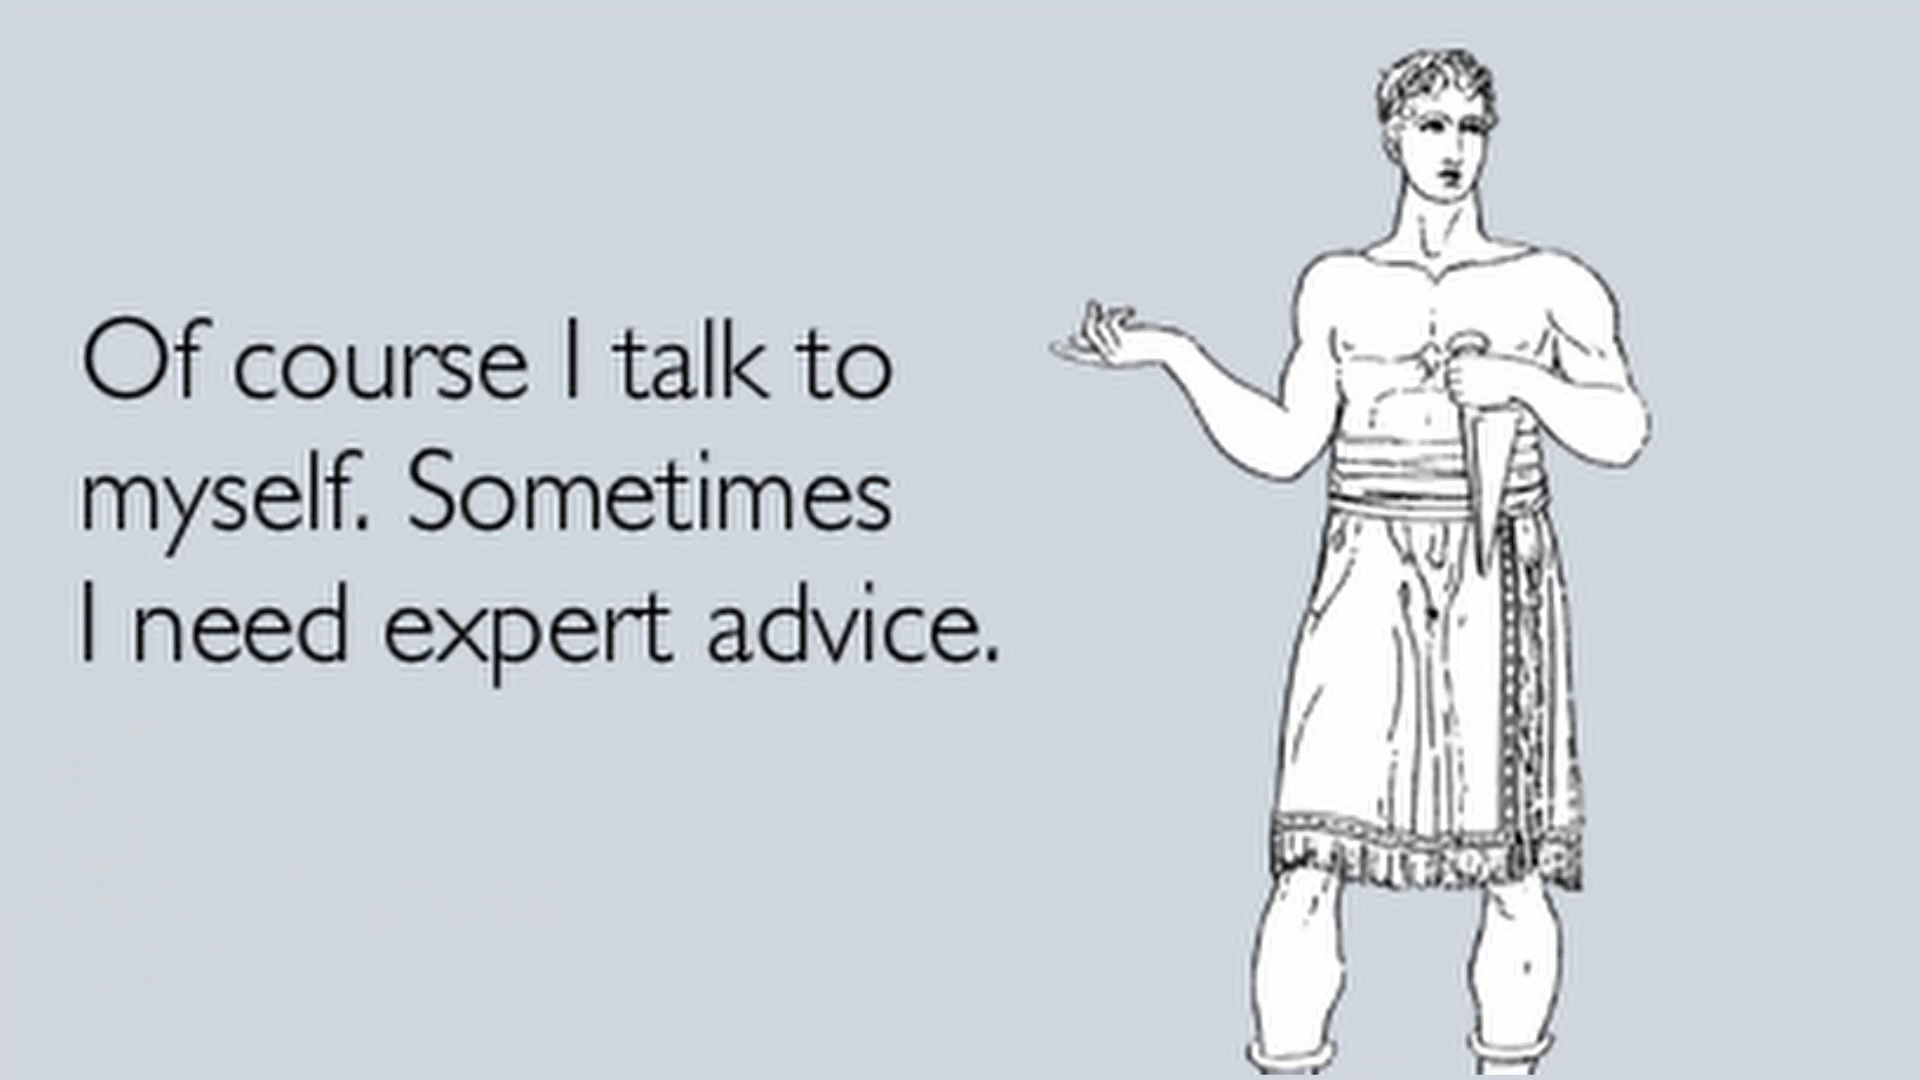 Of course I talk to
myself. Sometimes
I need expert advice.